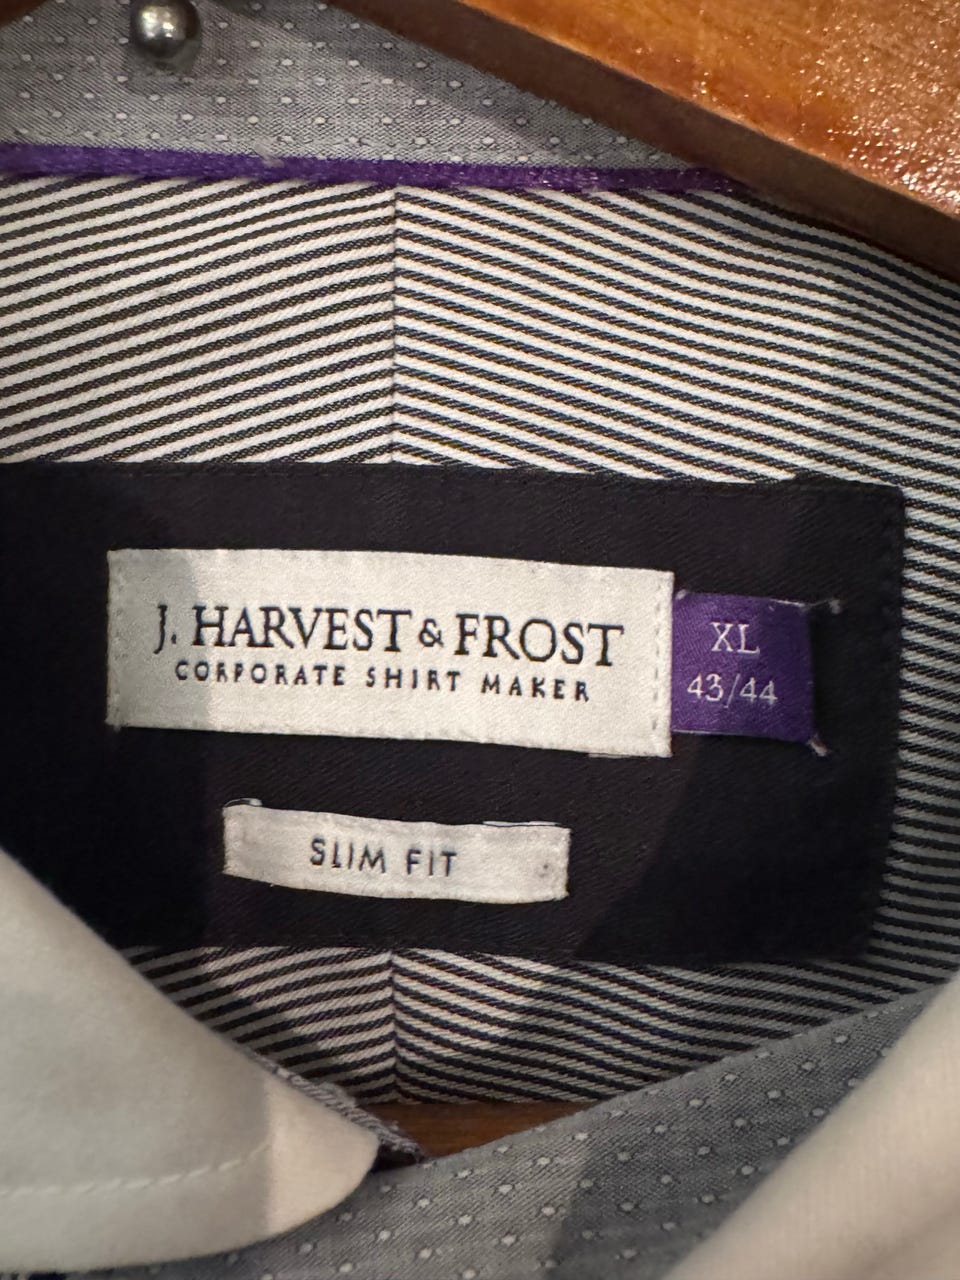 J. HARVEST & FROST
CORPORATE SHIRT MAKER
XL
43/44
SLIM FIT